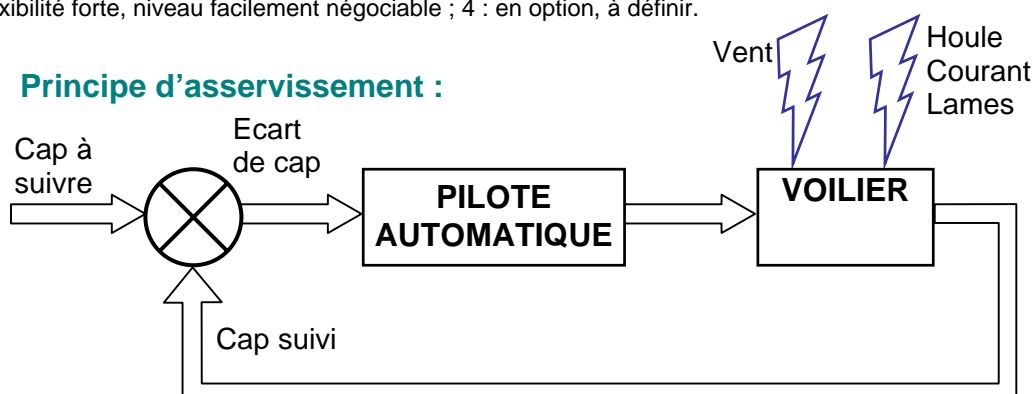 flexibilité forte, niveau facilement négociable ; 4 : en option, à définir.
Principe d'asservissement :
Vent
Houle
Courant
Lames
Cap à
suivre
Ecart
de cap
PILOTE
AUTOMATIQUE
VOILIER
Cap suivi